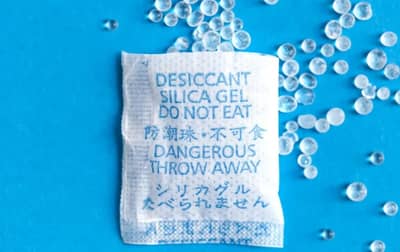 DESICCANT
SILICA GEL
DO NOT EAT
防潮珠·不可食
DANGEROUS
THROW AWAY
シリカグル
たべられません